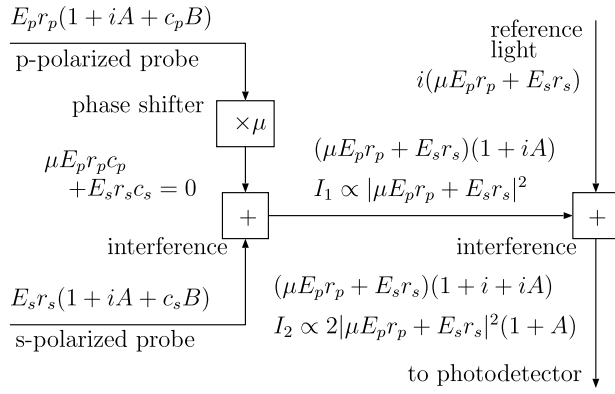 E_p r_p(1 + iA + c_p B)
p-polarized probe
phase shifter
×μ
μE_p r_p c_p
+E_s r_s c_s = 0
+
interference
E_s r_s(1 + iA + c_s B)
s-polarized probe
(μE_p r_p + E_s r_s)(1 + iA)
I_1 ∝ |μE_p r_p + E_s r_s|^2
reference
light
i(μE_p r_p + E_s r_s)
+
interference
(μE_p r_p + E_s r_s)(1 + i + iA)
I_2 ∝ 2|μE_p r_p + E_s r_s|^2(1 + A)
to photodetector